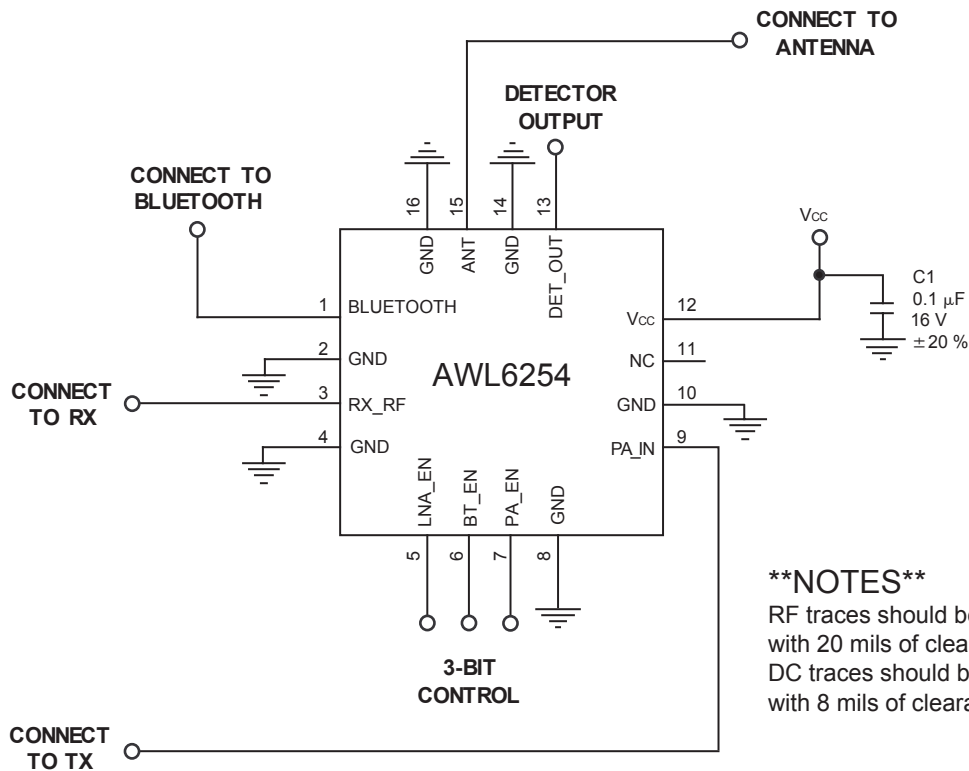 CONNECT TO
ANTENNA
DETECTOR
OUTPUT
CONNECT TO
BLUETOOTH
16
15
14
13
GND
ANT
GND
DET_OUT
Vcc
C1
0.1 µF
16 V
±20 %
1
BLUETOOTH
2
GND
CONNECT
TO RX
3
RX_RF
4
GND
AWL6254
12
Vcc
11
NC
10
GND
9
PA_IN
LNA_EN
BT_EN
PA_EN
GND
5
6
7
8
3-BIT
CONTROL
**NOTES**
RF traces should b
with 20 mils of clea
DC traces should b
with 8 mils of cleara
CONNECT
TO TX